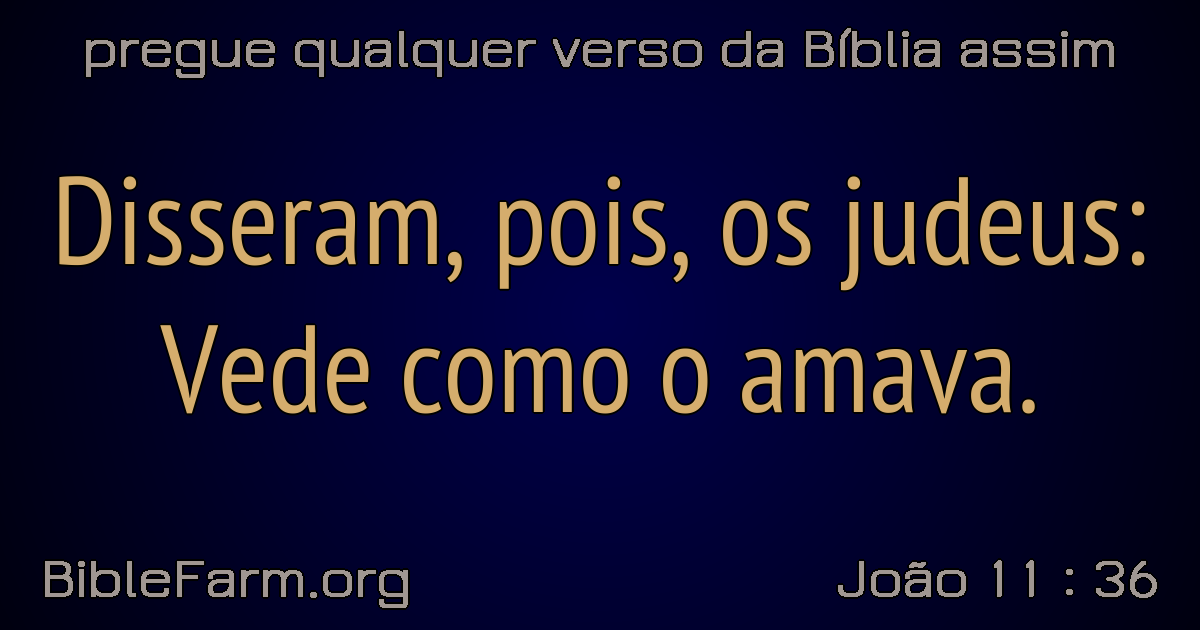 pregue qualquer verso da Bíblia assim
Disseram, pois, os judeus:
Vede como o amava.
BibleFarm.org
João 11 : 36